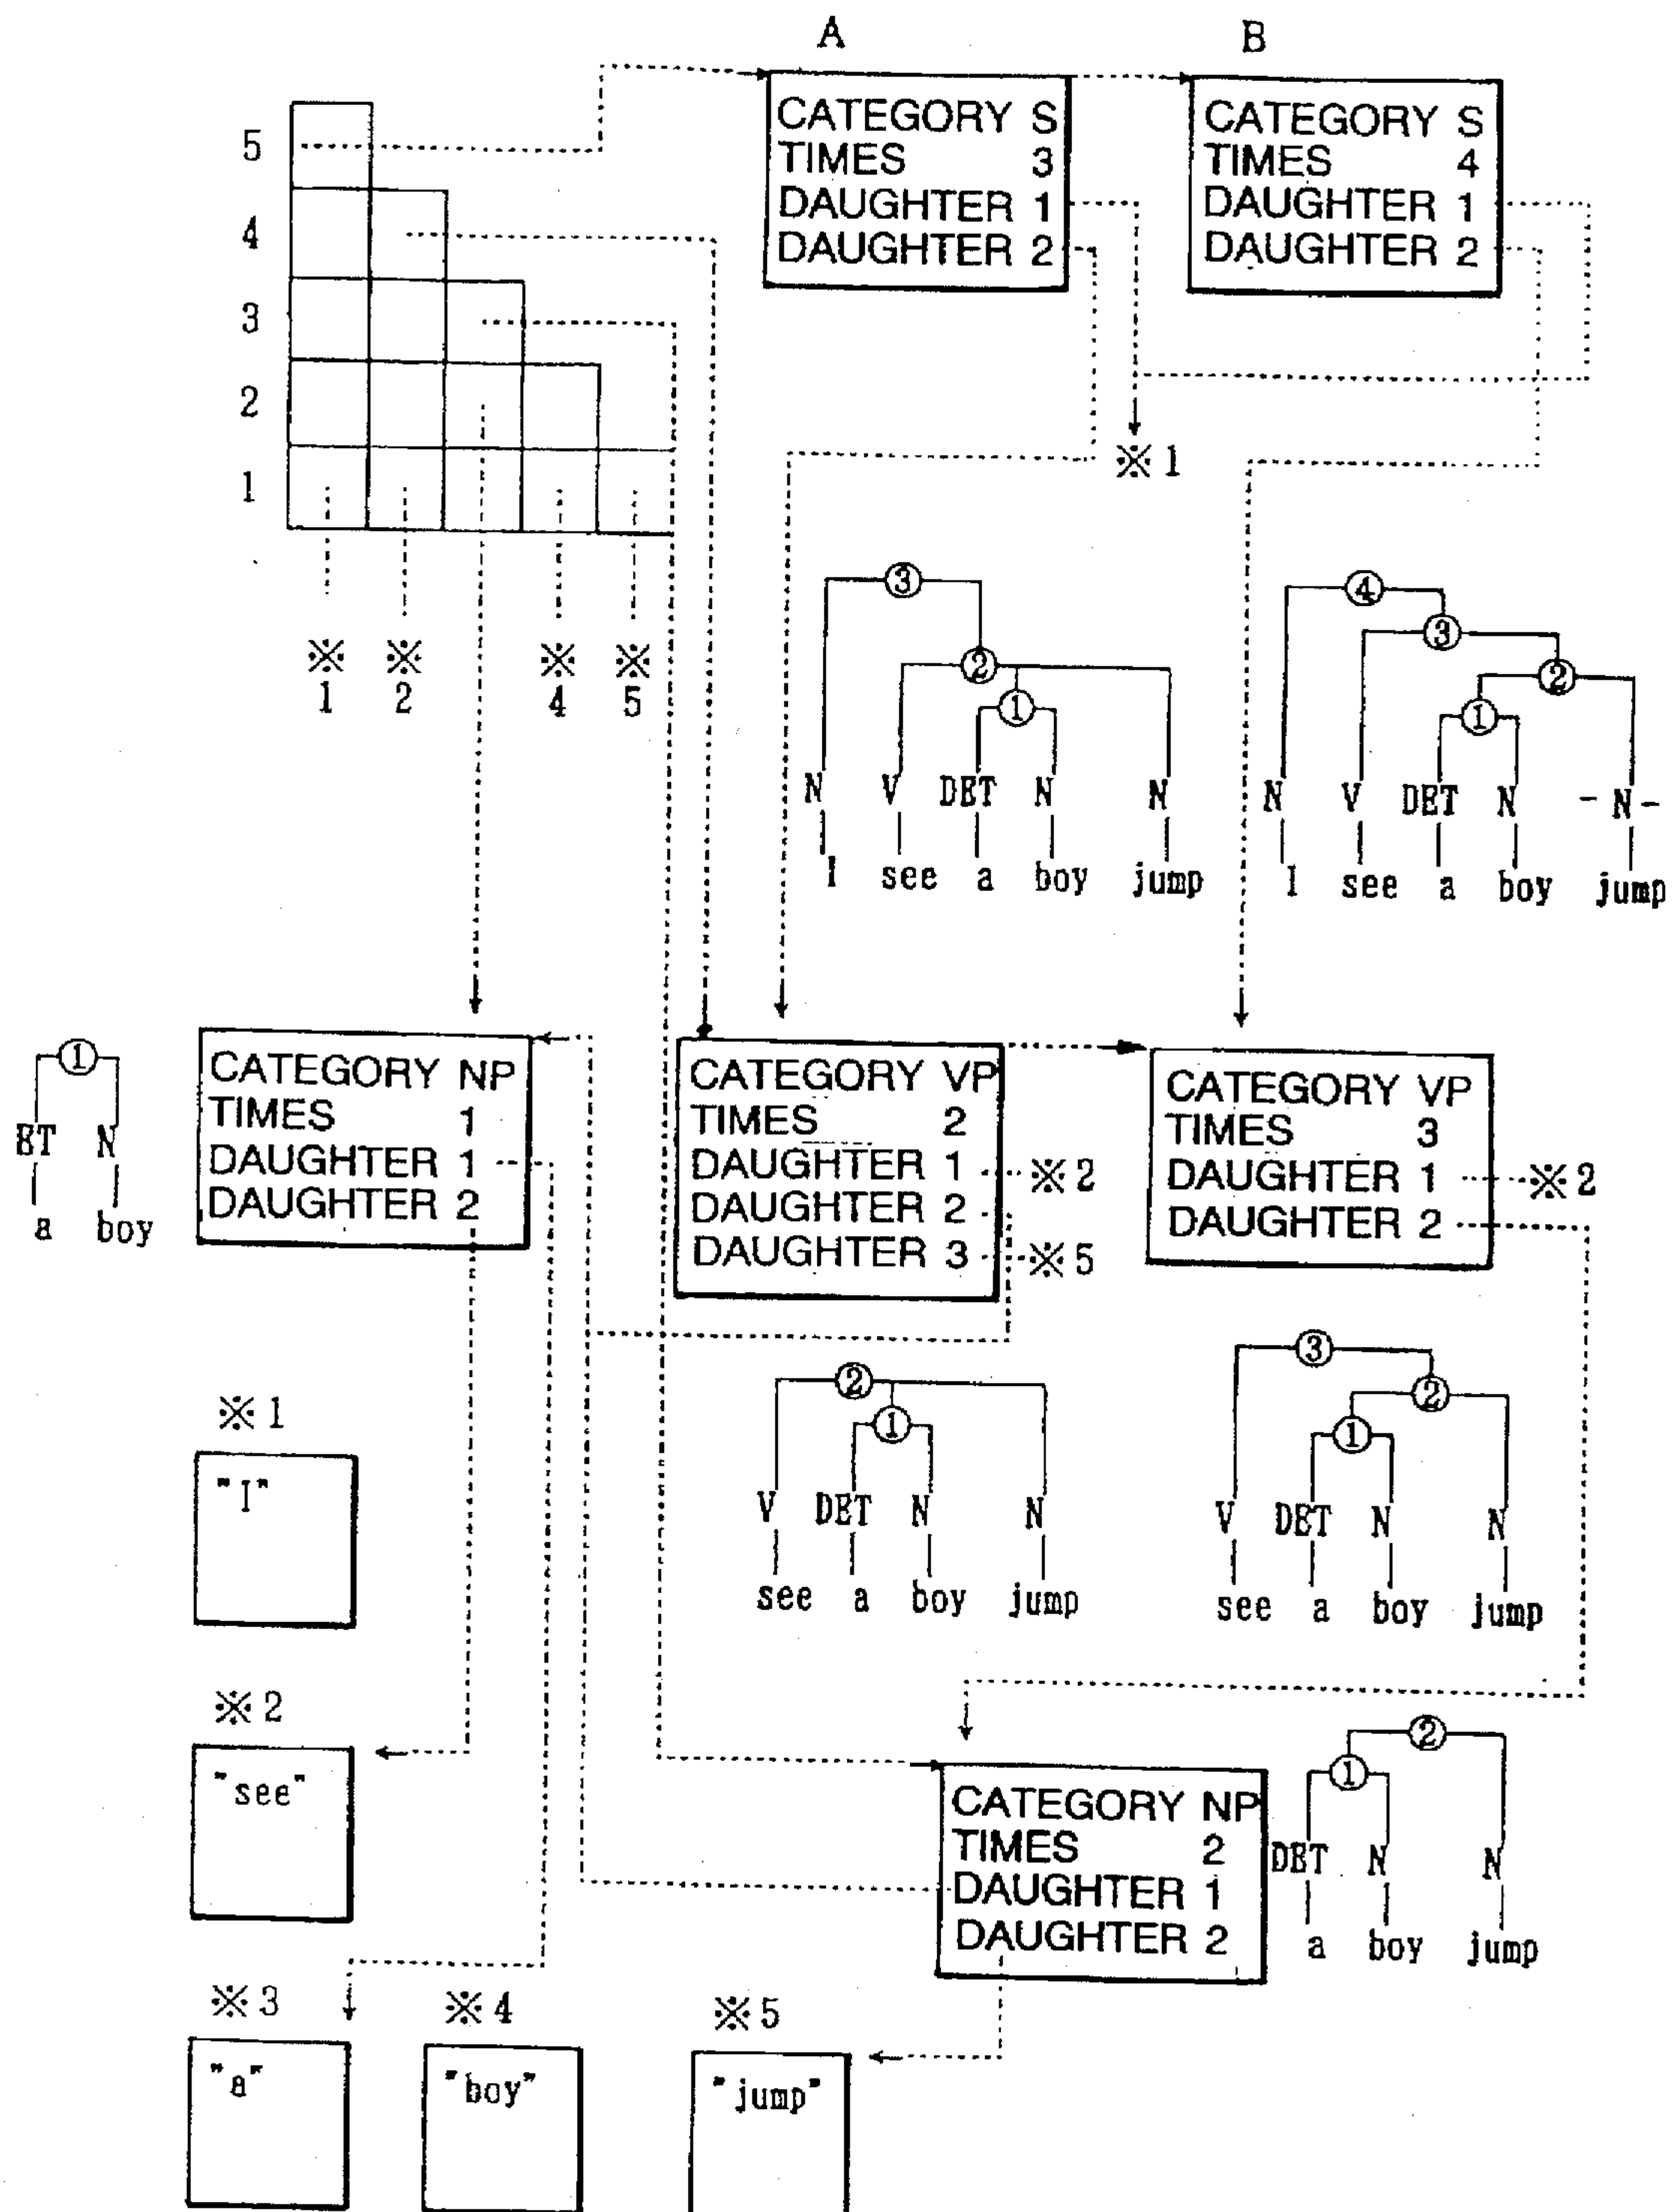 A B
CATEGORY S
TIMES 3
DAUGHTER 1
DAUGHTER 2
CATEGORY S
TIMES 4
DAUGHTER 1
DAUGHTER 2
5
4
3
2
1
※1
※ ※ ※ ※
1 2 4 5
③
②
①
N V DET N N
I see a boy jump
④
③
②
①
N V DET N - N -
I see a boy jump
①
ET N
a boy
CATEGORY NP
TIMES 1
DAUGHTER 1
DAUGHTER 2
CATEGORY VP
TIMES 2
DAUGHTER 1 ※2
DAUGHTER 2
DAUGHTER 3 ※5
CATEGORY VP
TIMES 3
DAUGHTER 1 ※2
DAUGHTER 2
②
①
V DET N N
see a boy jump
③
②
①
V DET N N
see a boy jump
※1
"I"
※2
"see"
CATEGORY NP
TIMES 2
DAUGHTER 1
DAUGHTER 2
②
①
DET N N
a boy jump
※3
"a"
※4
"boy"
※5
"jump"